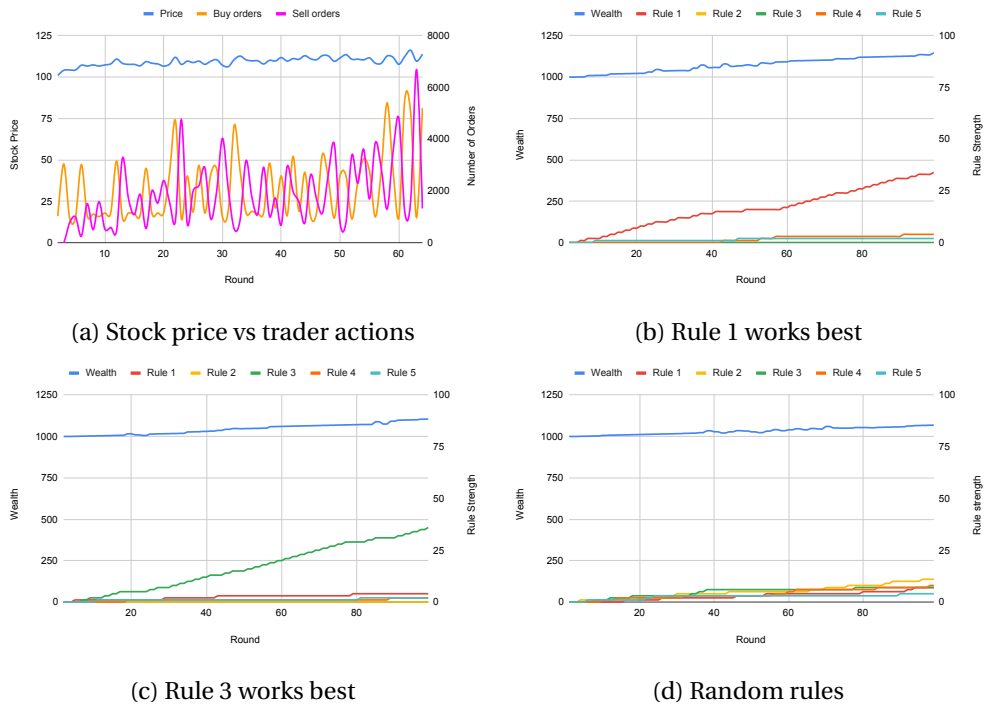 Price Buy orders Sell orders
125
100
75
50
25
0
Stock Price
8000
6000
4000
2000
0
Number of Orders
10 20 30 40 50 60
Round
(a) Stock price vs trader actions
Wealth Rule 1 Rule 2 Rule 3 Rule 4 Rule 5
1250
1000
750
500
250
0
Wealth
100
75
50
25
0
Rule Strength
20 40 60 80
Round
(b) Rule 1 works best
Wealth Rule 1 Rule 2 Rule 3 Rule 4 Rule 5
1250
1000
750
500
250
0
Wealth
100
75
50
25
0
Rule Strength
20 40 60 80
Round
(c) Rule 3 works best
Wealth Rule 1 Rule 2 Rule 3 Rule 4 Rule 5
1250
1000
750
500
250
0
Wealth
100
75
50
25
0
Rule strength
20 40 60 80
Round
(d) Random rules